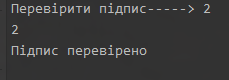 Перевірити підпис-----> 2
2
Підпис перевірено